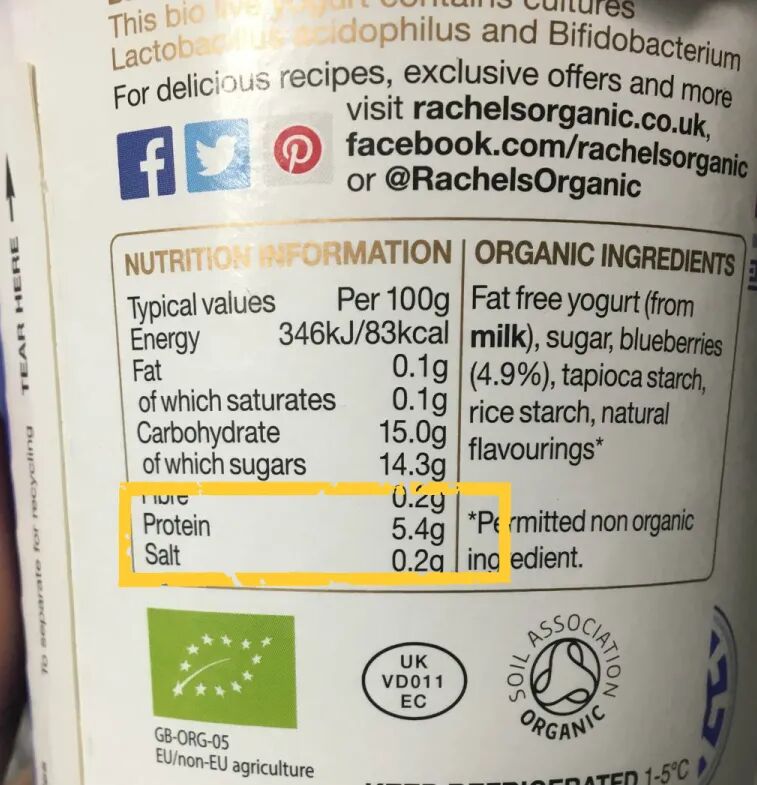 This bio live yogurt contains cultures
Lactobacillus acidophilus and Bifidobacterium
For delicious recipes, exclusive offers and more
visit rachelsorganic.co.uk,
facebook.com/rachelsorganic
or @RachelsOrganic
NUTRITION INFORMATION
Typical values Per 100g
Energy 346kJ/83kcal
Fat 0.1g
of which saturates 0.1g
Carbohydrate 15.0g
of which sugars 14.3g
Fibre 0.2g
Protein 5.4g
Salt 0.2g
ORGANIC INGREDIENTS
Fat free yogurt (from
milk), sugar, blueberries
(4.9%), tapioca starch,
rice starch, natural
flavourings*
*Permitted non organic
ingredient.
GB-ORG-05
EU/non-EU agriculture
UK
VD011
EC
SOIL ASSOCIATION
ORGANIC
KEEP REFRIGERATED 1-5°C
TEAR HERE
To separate for recycling